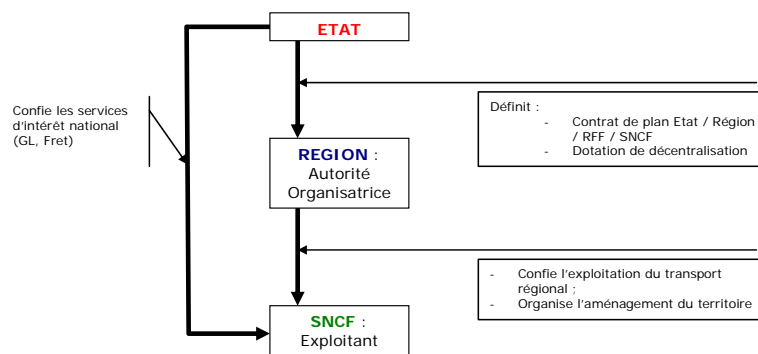 ETAT
Confie les services
d'intérêt national
(GL, Fret)
Définit :
- Contrat de plan Etat / Région
/ RFF / SNCF
- Dotation de décentralisation
REGION :
Autorité
Organisatrice
- Confie l'exploitation du transport
régional ;
- Organise l'aménagement du territoire
SNCF :
Exploitant